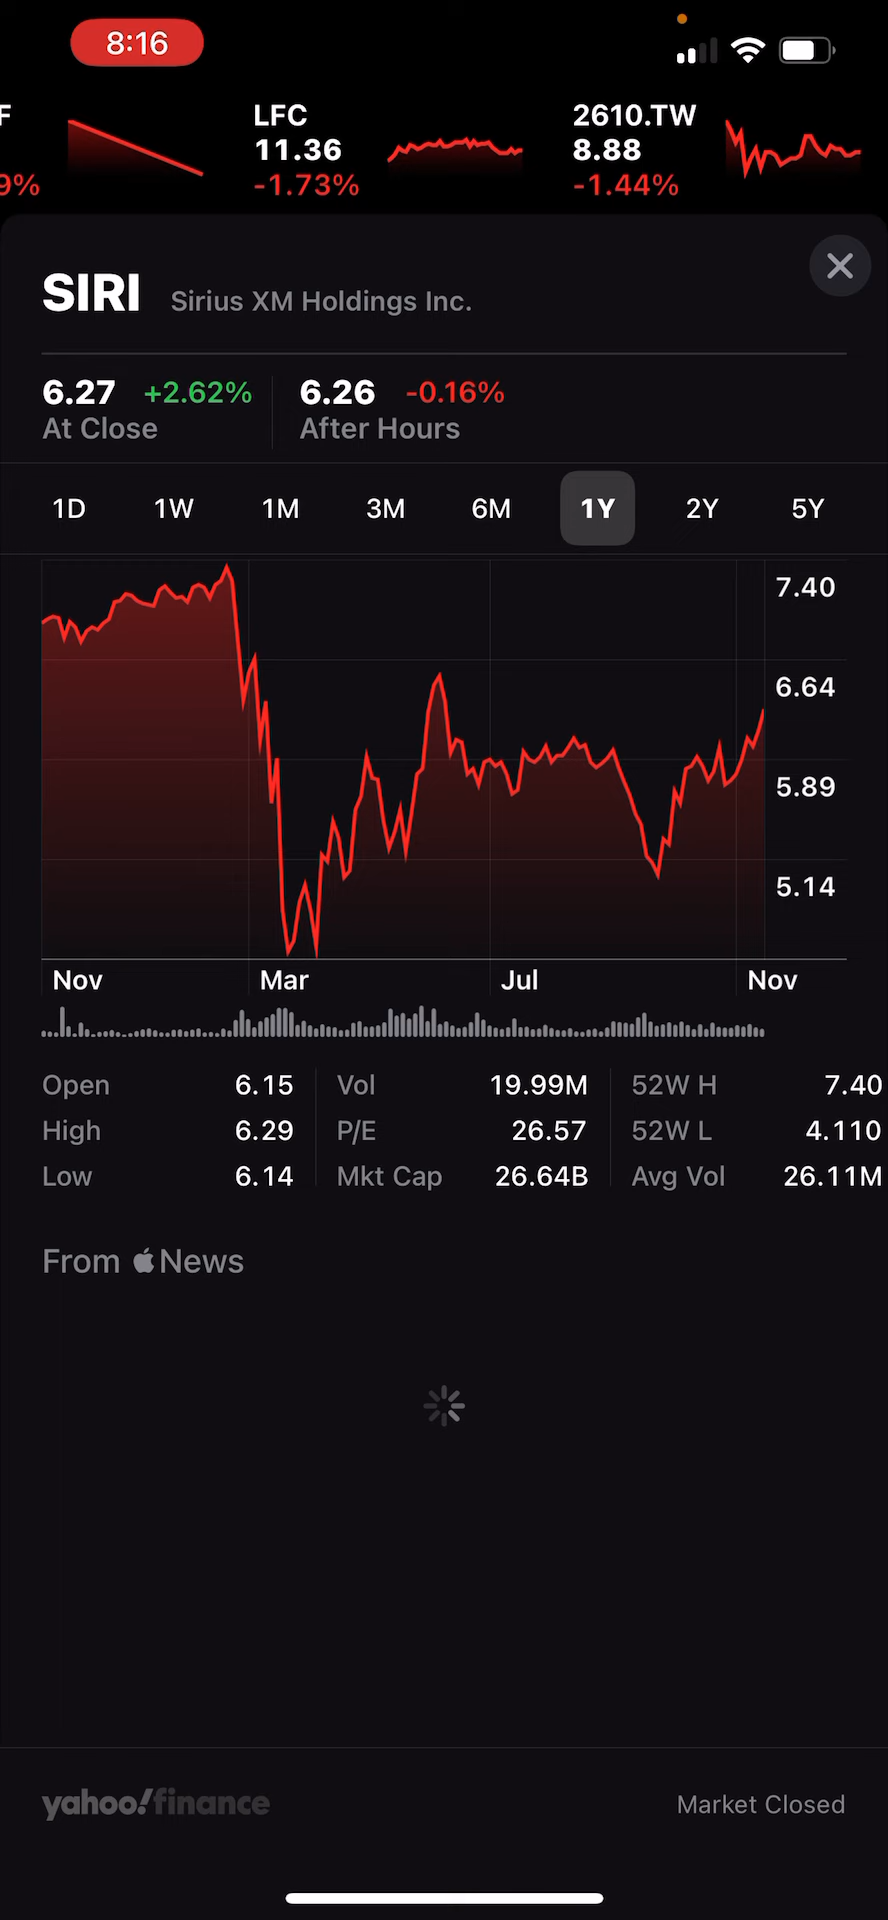 8:16
F
9%
LFC
11.36
-1.73%
2610.TW
8.88
-1.44%
SIRI Sirius XM Holdings Inc.
6.27 +2.62% 6.26 -0.16%
At Close After Hours
1D 1W 1M 3M 6M 1Y 2Y 5Y
7.40
6.64
5.89
5.14
Nov Mar Jul Nov
Open 6.15 Vol 19.99M 52W H 7.40
High 6.29 P/E 26.57 52W L 4.110
Low 6.14 Mkt Cap 26.64B Avg Vol 26.11M
From News
yahoo!finance Market Closed